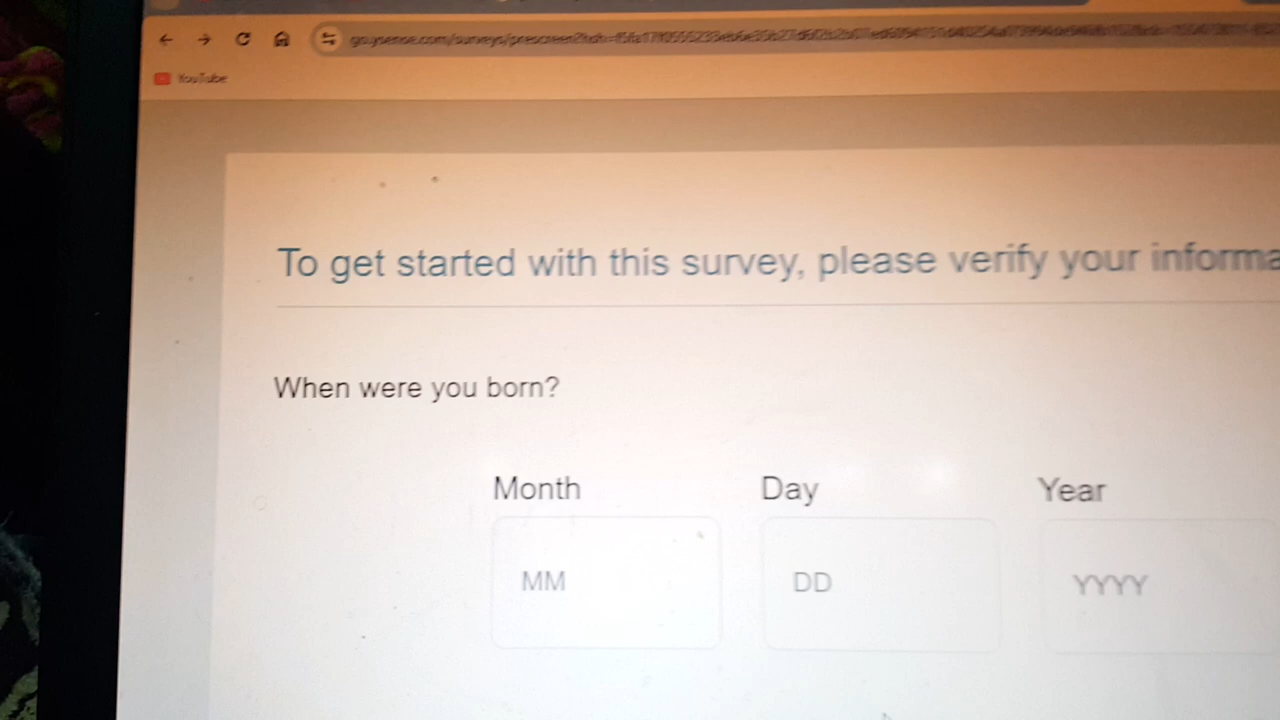 YouTube
To get started with this survey, please verify your informa
When were you born?
Month Day Year
MM DD YYYY